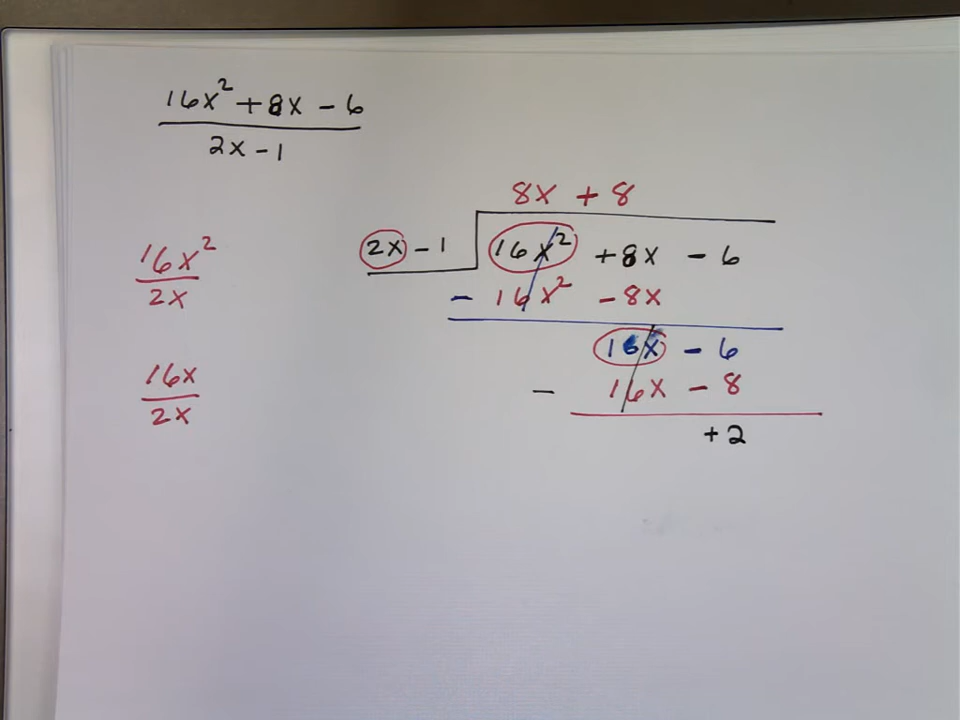 16x² + 8x - 6
2x - 1
8x + 8
2x - 1 16x² + 8x - 6
- 16x² - 8x
16x - 6
- 16x - 8
+ 2
16x²
2x
16x
2x